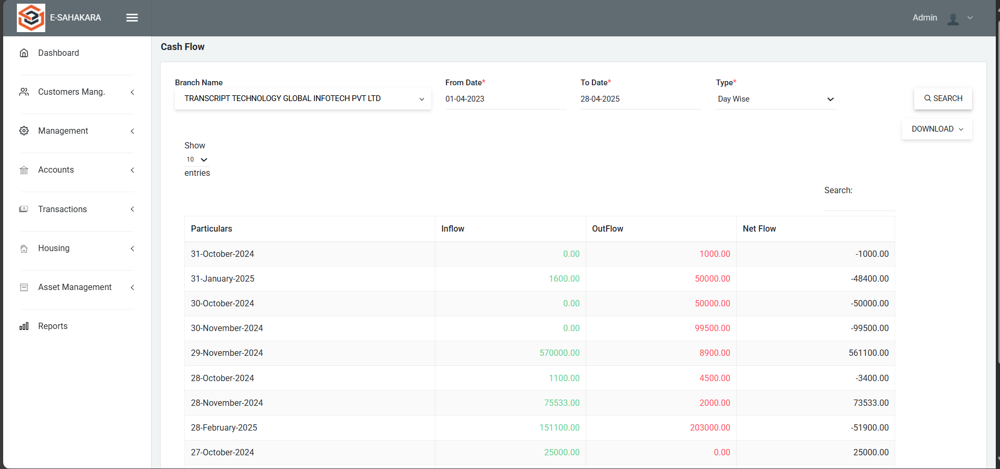 E-SAHAKARA
Admin
Dashboard
Customers Mang.
Management
Accounts
Transactions
Housing
Asset Management
Reports
Cash Flow
Branch Name From Date* To Date* Type*
TRANSCRIPT TECHNOLOGY GLOBAL INFOTECH PVT LTD 01-04-2023 28-04-2025 Day Wise SEARCH
DOWNLOAD
Show
10
entries
Search:
Particulars Inflow OutFlow Net Flow
31-October-2024 0.00 1000.00 -1000.00
31-January-2025 1600.00 50000.00 -48400.00
30-October-2024 0.00 50000.00 -50000.00
30-November-2024 0.00 99500.00 -99500.00
29-November-2024 570000.00 8900.00 561100.00
28-October-2024 1100.00 4500.00 -3400.00
28-November-2024 75533.00 2000.00 73533.00
28-February-2025 151100.00 203000.00 -51900.00
27-October-2024 25000.00 0.00 25000.00